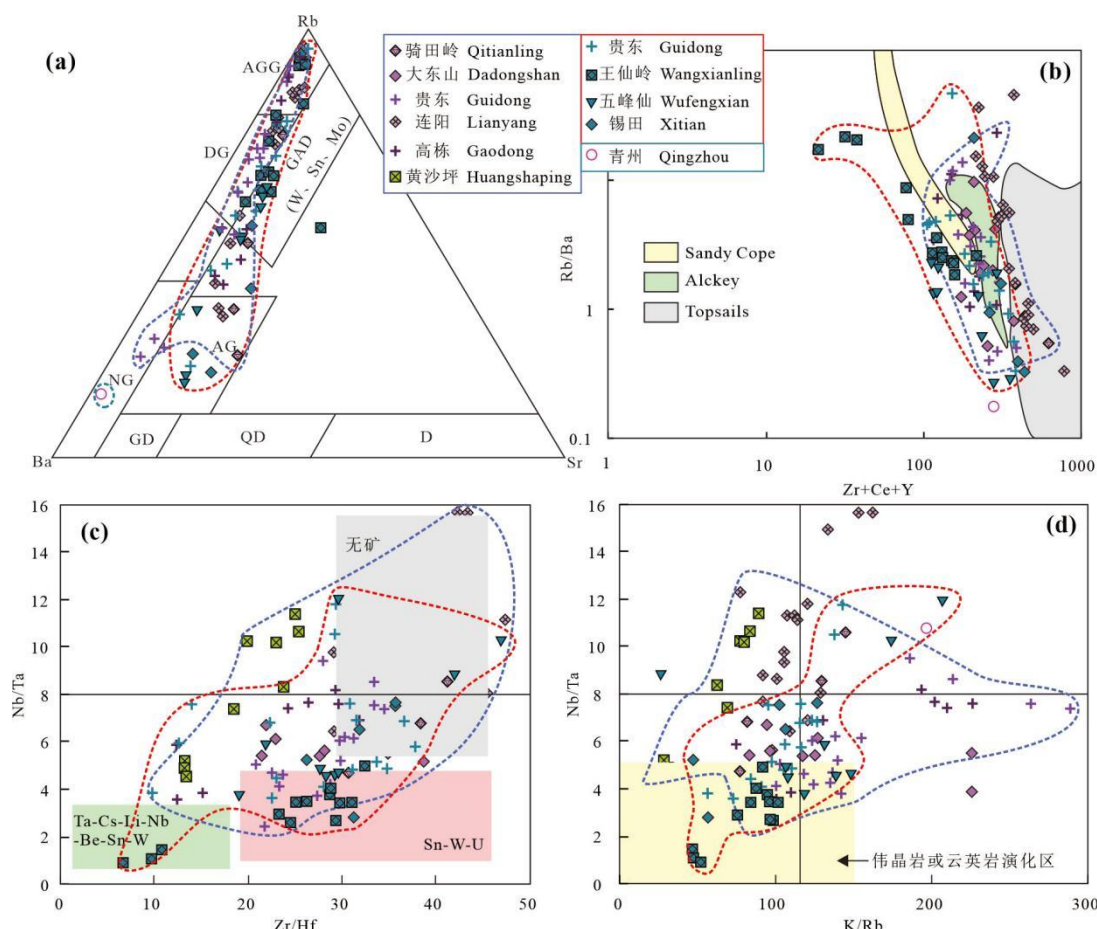 (a)
Rb
AGG
DG
GAD
(W、Sn、Mo)
AG
NG
GD
QD
D
Ba
Sr
骑田岭 Qitianling
大东山 Dadongshan
贵东 Guidong
连阳 Lianyang
高栋 Gaodong
黄沙坪 Huangshaping
贵东 Guidong
王仙岭 Wangxianling
五峰仙 Wufengxian
锡田 Xitian
青州 Qingzhou
(b)
Rb/Ba
1
0.1
Sandy Cope
Alckey
Topsails
1 10 100 1000
Zr+Ce+Y
(c)
Nb/Ta
16
14
12
10
8
6
4
2
0
无矿
Ta-Cs-Li-Nb
-Be-Sn-W
Sn-W-U
0 10 20 30 40 50
Zr/Hf
(d)
Nb/Ta
16
14
12
10
8
6
4
2
0
伟晶岩或云英岩演化区
0 100 200 300
K/Rb